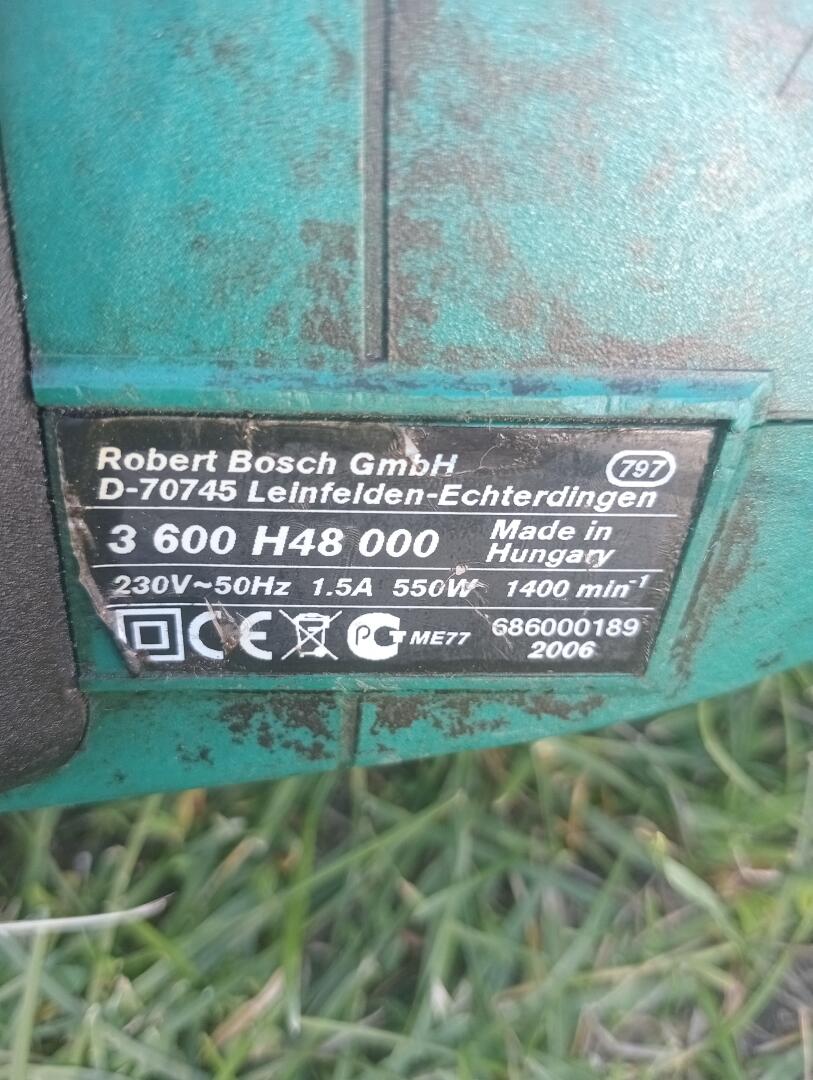 Robert Bosch GmbH 797
D-70745 Leinfelden-Echterdingen
3 600 H48 000 Made in Hungary
230V~50Hz 1.5A 550W 1400 min⁻¹
CE PCT ME77 686000189
2006